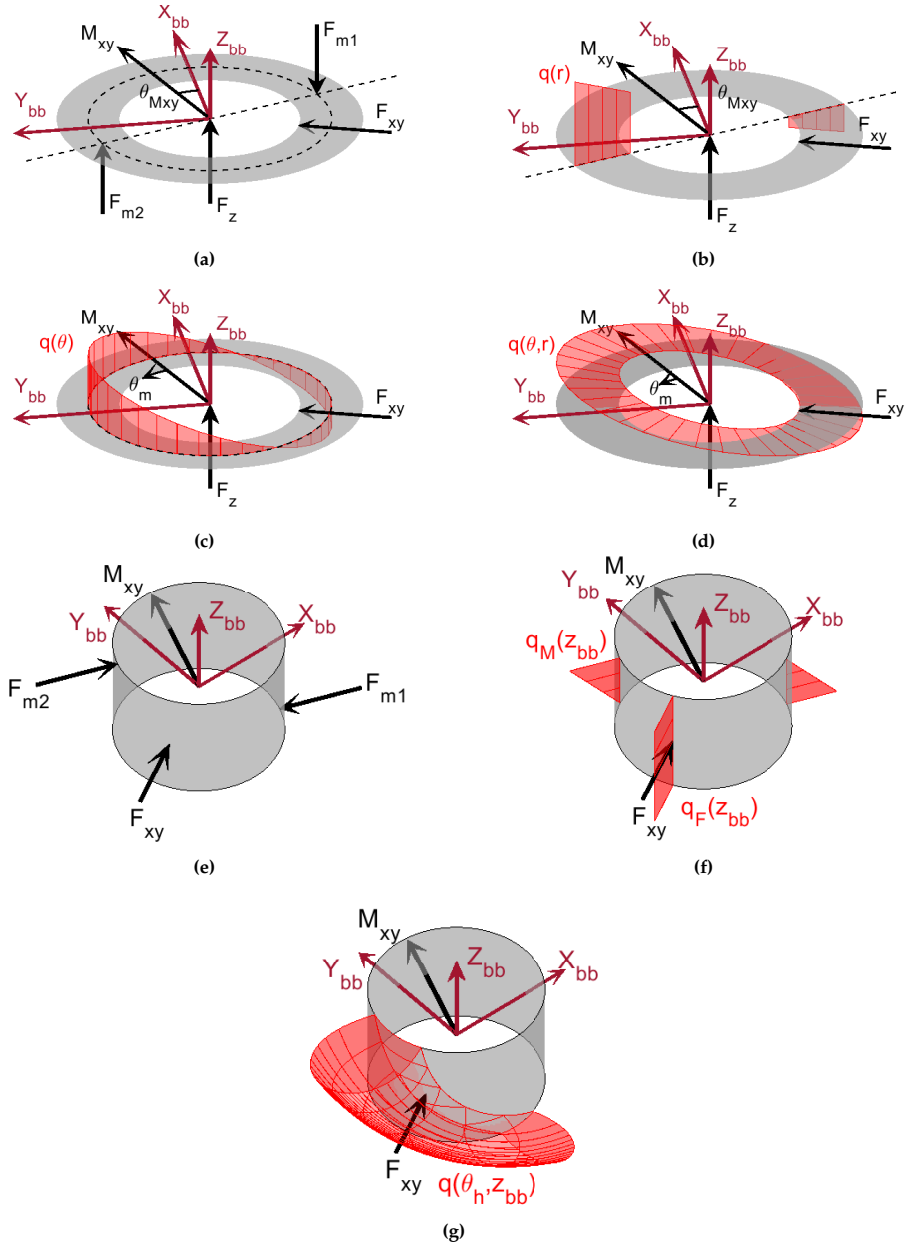 X_bb
M_xy
Z_bb
F_m1
θ_Mxy
Y_bb
F_xy
F_m2
F_z
(a)
X_bb
M_xy
Z_bb
q(r)
θ_Mxy
Y_bb
F_xy
F_z
(b)
X_bb
M_xy
Z_bb
q(θ)
θ_m
Y_bb
F_xy
F_z
(c)
X_bb
M_xy
Z_bb
q(θ,r)
θ_m
Y_bb
F_xy
F_z
(d)
M_xy
Y_bb
Z_bb
X_bb
F_m2
F_m1
F_xy
(e)
M_xy
Y_bb
Z_bb
X_bb
q_M(z_bb)
F_xy
q_F(z_bb)
(f)
M_xy
Y_bb
Z_bb
X_bb
F_xy
q(θ_h,z_bb)
(g)